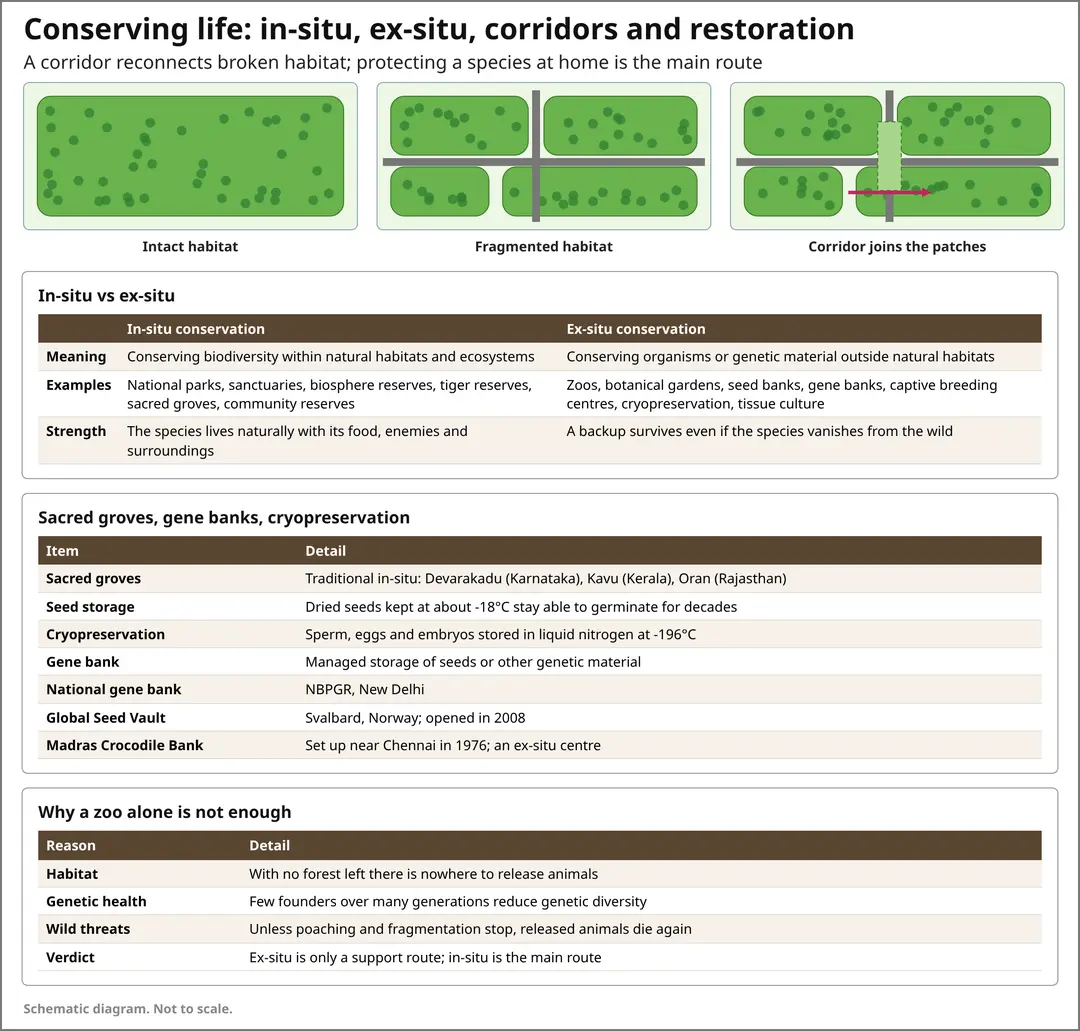 Conserving life: in-situ, ex-situ, corridors and restoration
A corridor reconnects broken habitat; protecting a species at home is the main route
Intact habitat
Fragmented habitat
Corridor joins the patches
In-situ vs ex-situ
In-situ conservation
Ex-situ conservation
Meaning
Conserving biodiversity within natural habitats and ecosystems
Conserving organisms or genetic material outside natural habitats
Examples
National parks, sanctuaries, biosphere reserves, tiger reserves,
sacred groves, community reserves
Zoos, botanical gardens, seed banks, gene banks, captive breeding
centres, cryopreservation, tissue culture
Strength
The species lives naturally with its food, enemies and
surroundings
A backup survives even if the species vanishes from the wild
Sacred groves, gene banks, cryopreservation
Item
Detail
Sacred groves
Traditional in-situ: Devarakadu (Karnataka), Kavu (Kerala), Oran (Rajasthan)
Seed storage
Dried seeds kept at about -18°C stay able to germinate for decades
Cryopreservation
Sperm, eggs and embryos stored in liquid nitrogen at -196°C
Gene bank
Managed storage of seeds or other genetic material
National gene bank
NBPGR, New Delhi
Global Seed Vault
Svalbard, Norway; opened in 2008
Madras Crocodile Bank
Set up near Chennai in 1976; an ex-situ centre
Why a zoo alone is not enough
Reason
Detail
Habitat
With no forest left there is nowhere to release animals
Genetic health
Few founders over many generations reduce genetic diversity
Wild threats
Unless poaching and fragmentation stop, released animals die again
Verdict
Ex-situ is only a support route; in-situ is the main route
Schematic diagram. Not to scale.